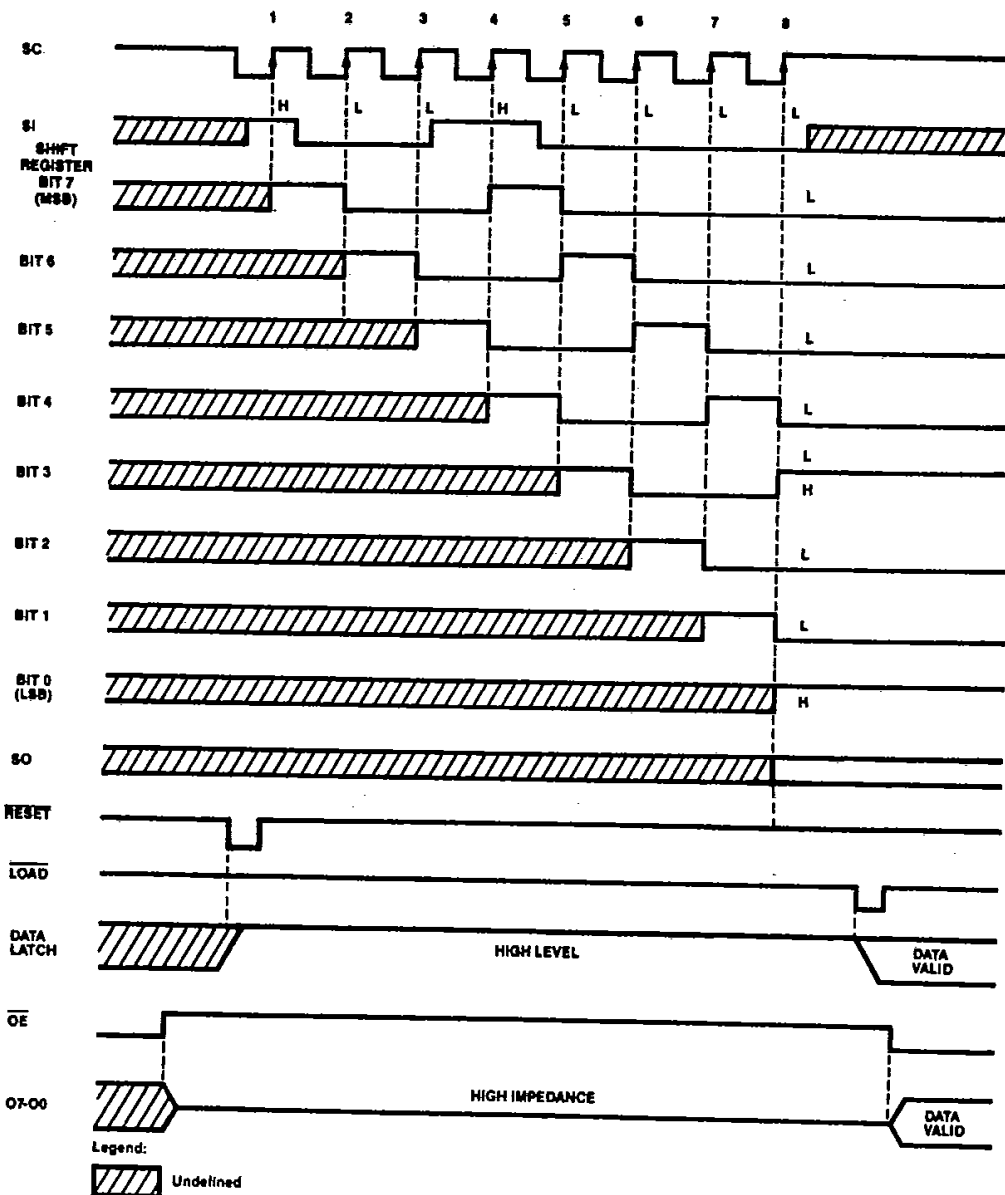 1 2 3 4 5 6 7 8
SC
H L L H L L L L
SI
SHIFT
REGISTER
BIT 7
(MSB)
L
BIT 6
L
BIT 5
L
BIT 4
L
L
BIT 3
H
BIT 2
L
BIT 1
L
BIT 0
(LSB)
H
SO
RESET
LOAD
DATA
LATCH
HIGH LEVEL
DATA
VALID
OE
O7-O0
HIGH IMPEDANCE
DATA
VALID
Legend:
Undefined